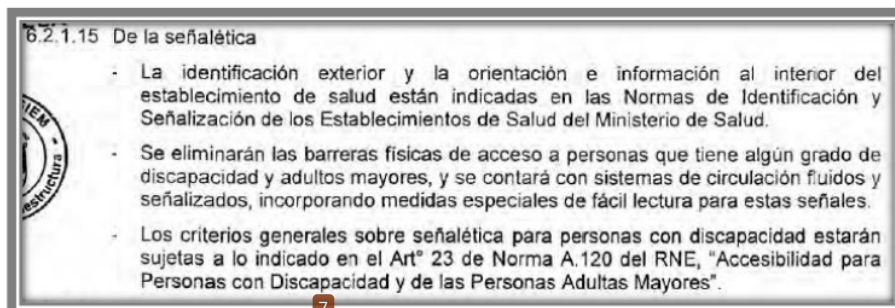 6.2.1.15 De la señalética
- La identificación exterior y la orientación e información al interior del
establecimiento de salud están indicadas en las Normas de Identificación y
Señalización de los Establecimientos de Salud del Ministerio de Salud.
- Se eliminarán las barreras físicas de acceso a personas que tiene algún grado de
discapacidad y adultos mayores, y se contará con sistemas de circulación fluidos y
señalizados, incorporando medidas especiales de fácil lectura para estas señales.
- Los criterios generales sobre señalética para personas con discapacidad estarán
sujetas a lo indicado en el Art° 23 de Norma A.120 del RNE, "Accesibilidad para
Personas con Discapacidad y de las Personas Adultas Mayores".
7